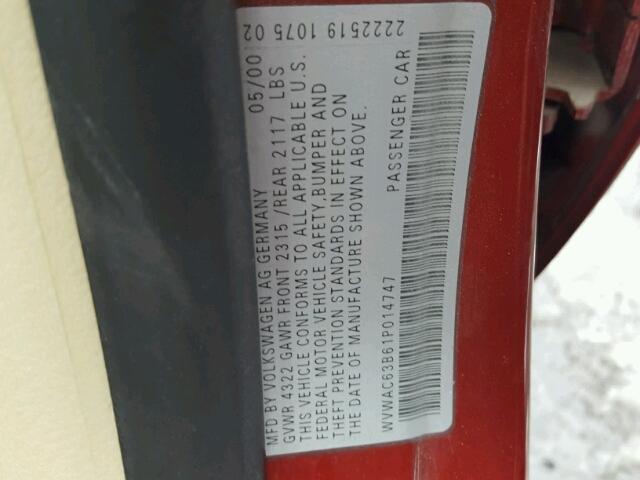 MFD BY VOLKSWAGEN AG GERMANY 05/00 2222519 1075 02
GVWR 4322 GAWR FRONT 2315 /REAR 2117 LBS
THIS VEHICLE CONFORMS TO ALL APPLICABLE U.S.
FEDERAL MOTOR VEHICLE SAFETY,BUMPER AND
THEFT PREVENTION STANDARDS IN EFFECT ON
THE DATE OF MANUFACTURE SHOWN ABOVE.
WVWAC63B61P014747 PASSENGER CAR